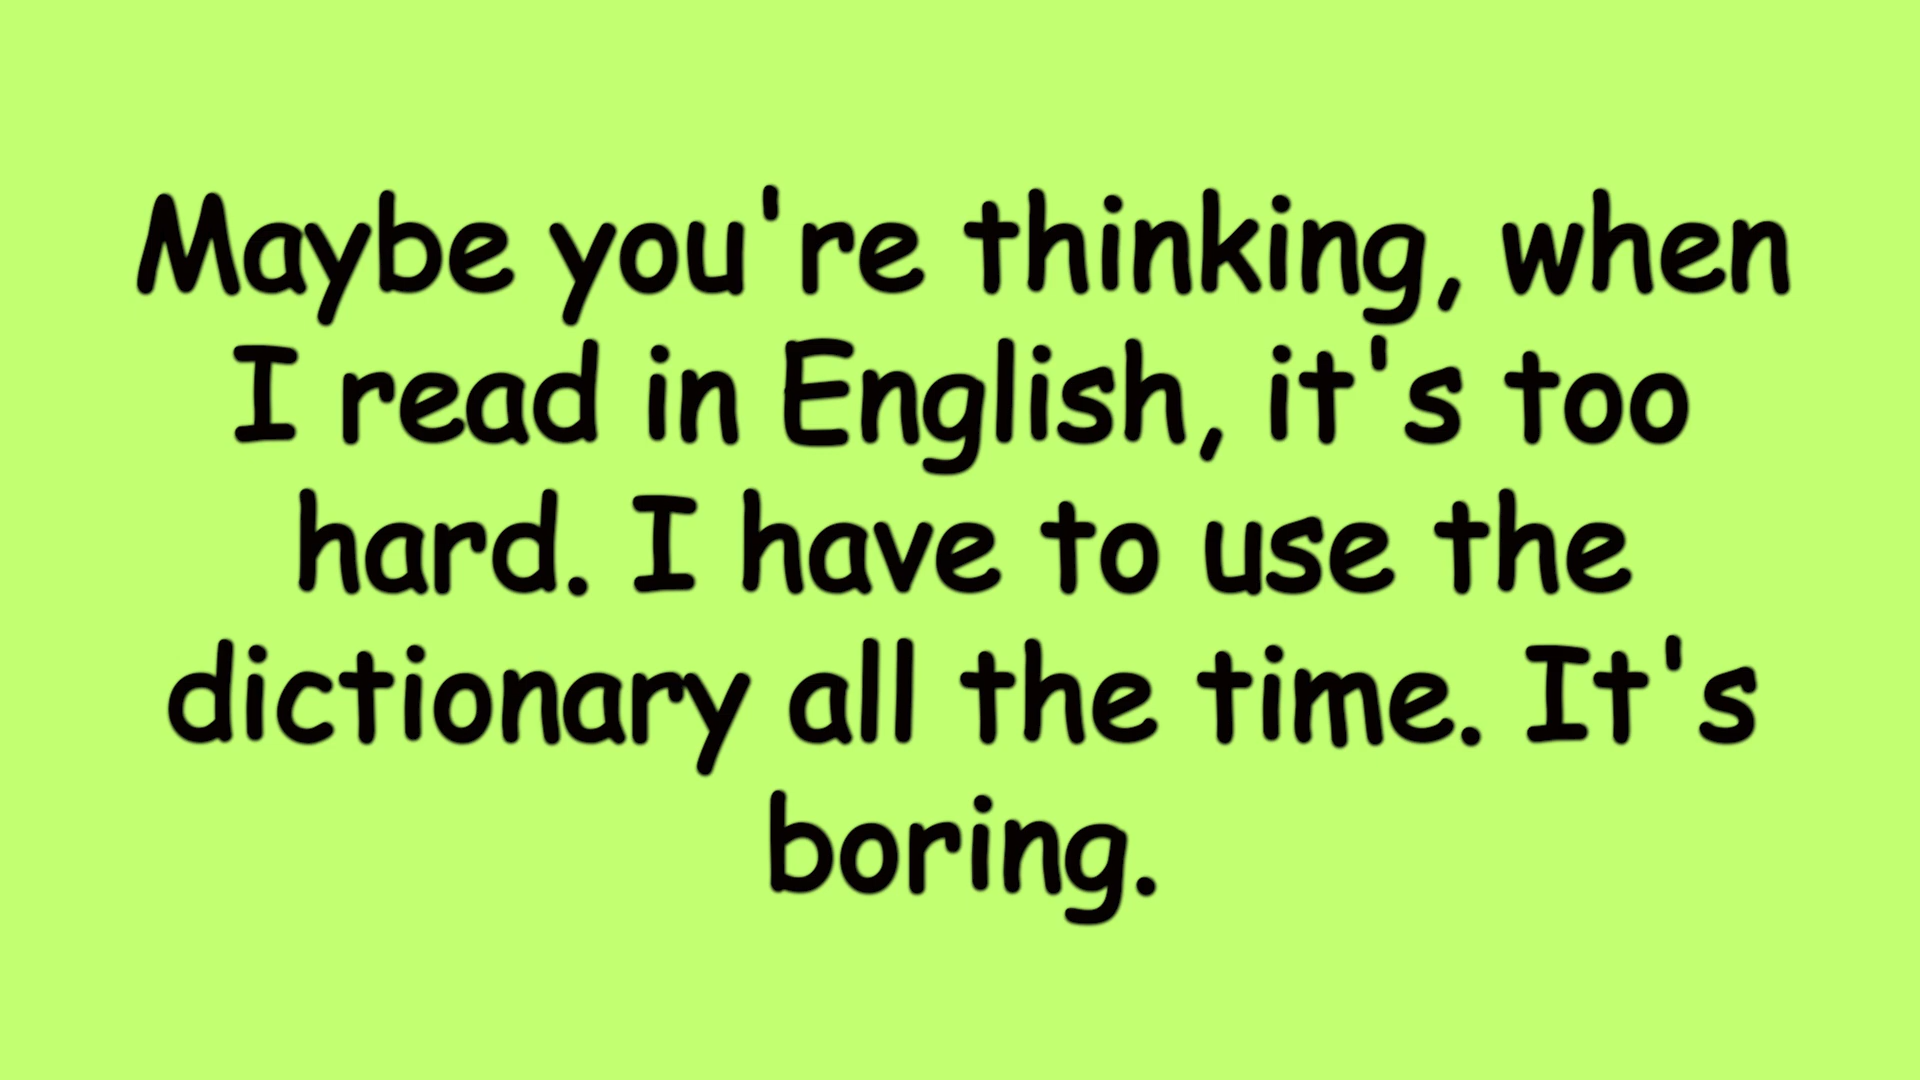 Maybe you're thinking, when
I read in English, it's too
hard. I have to use the
dictionary all the time. It's
boring.